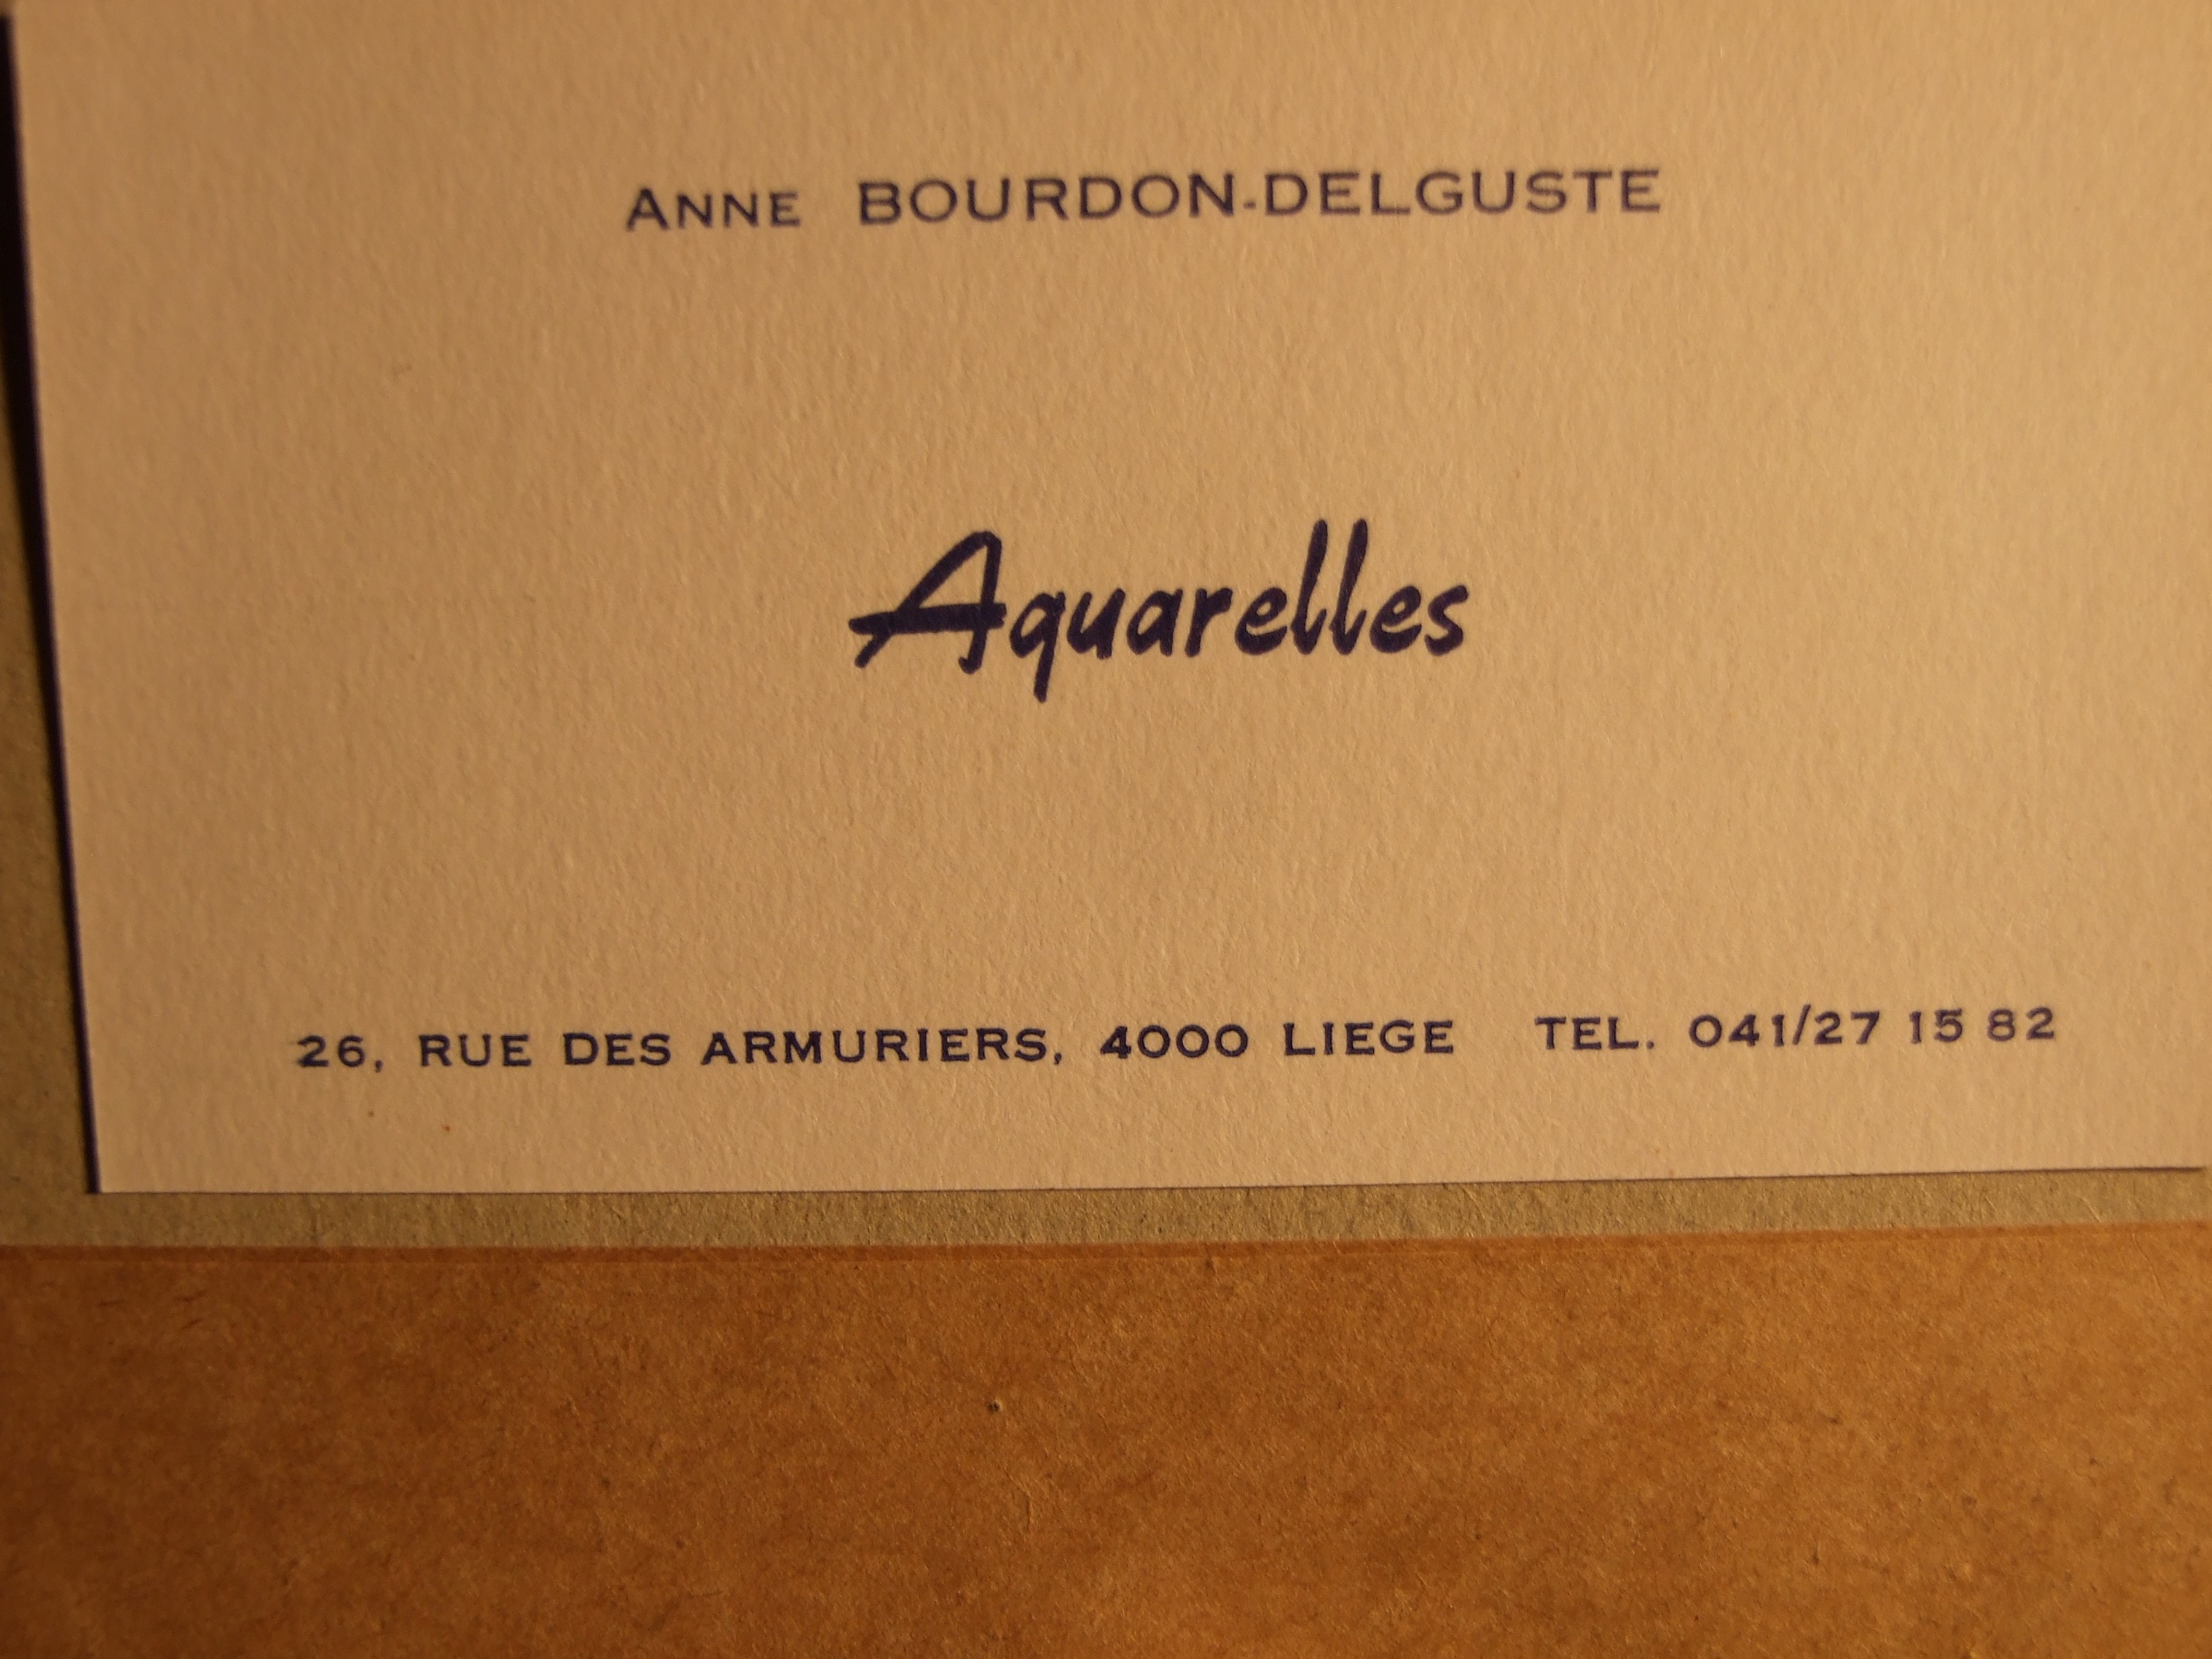 Anne BOURDON-DELGUSTE
Aquarelles
26, RUE DES ARMURIERS, 4000 LIEGE TEL. 041/27 15 82